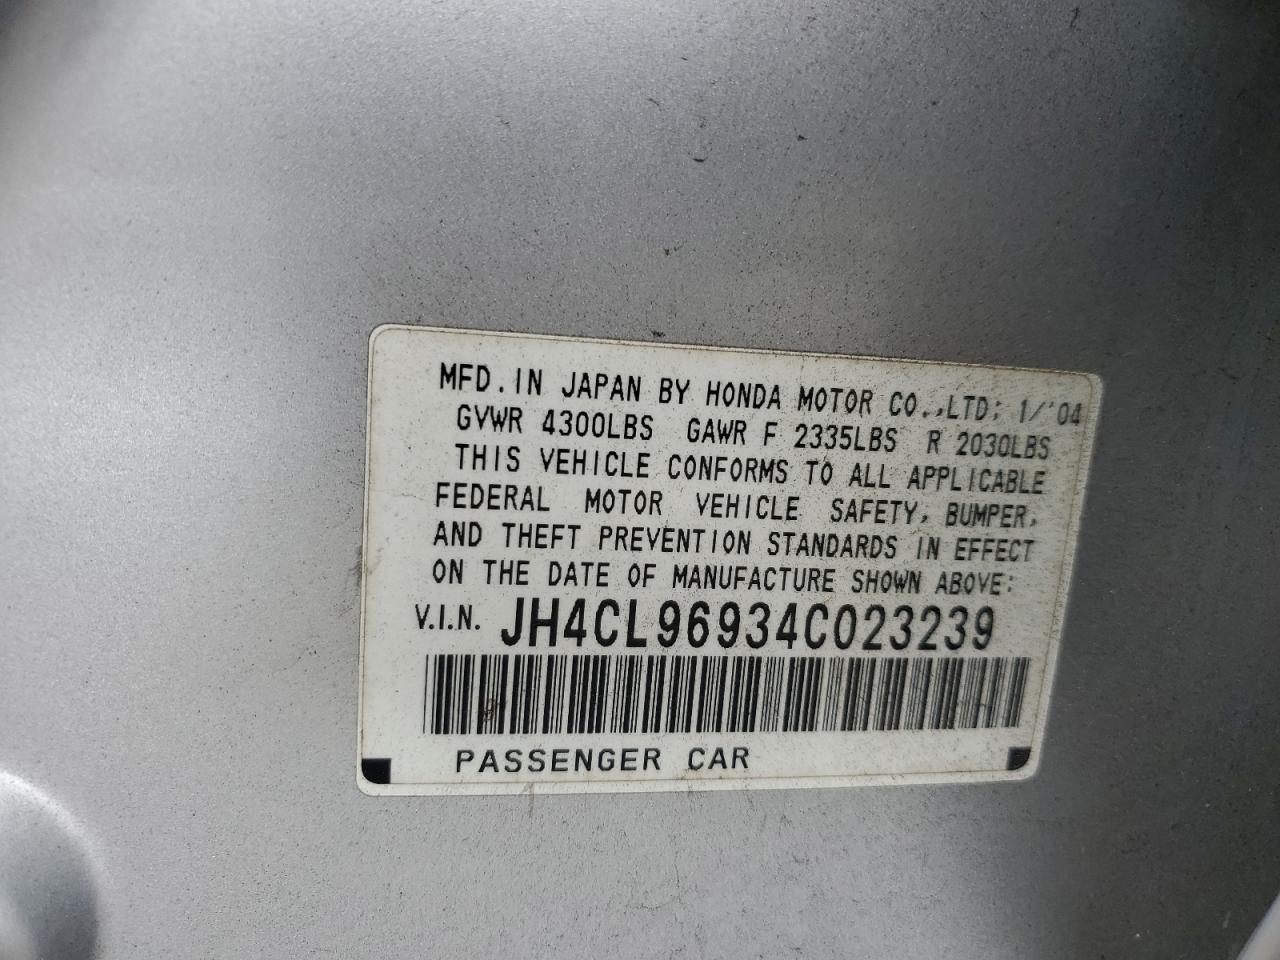 MFD. IN JAPAN BY HONDA MOTOR CO.,LTD; 1/'04
GVWR 4300LBS GAWR F 2335LBS R 2030LBS
THIS VEHICLE CONFORMS TO ALL APPLICABLE
FEDERAL MOTOR VEHICLE SAFETY, BUMPER,
AND THEFT PREVENTION STANDARDS IN EFFECT
ON THE DATE OF MANUFACTURE SHOWN ABOVE:
V.I.N. JH4CL96934C023239
PASSENGER CAR